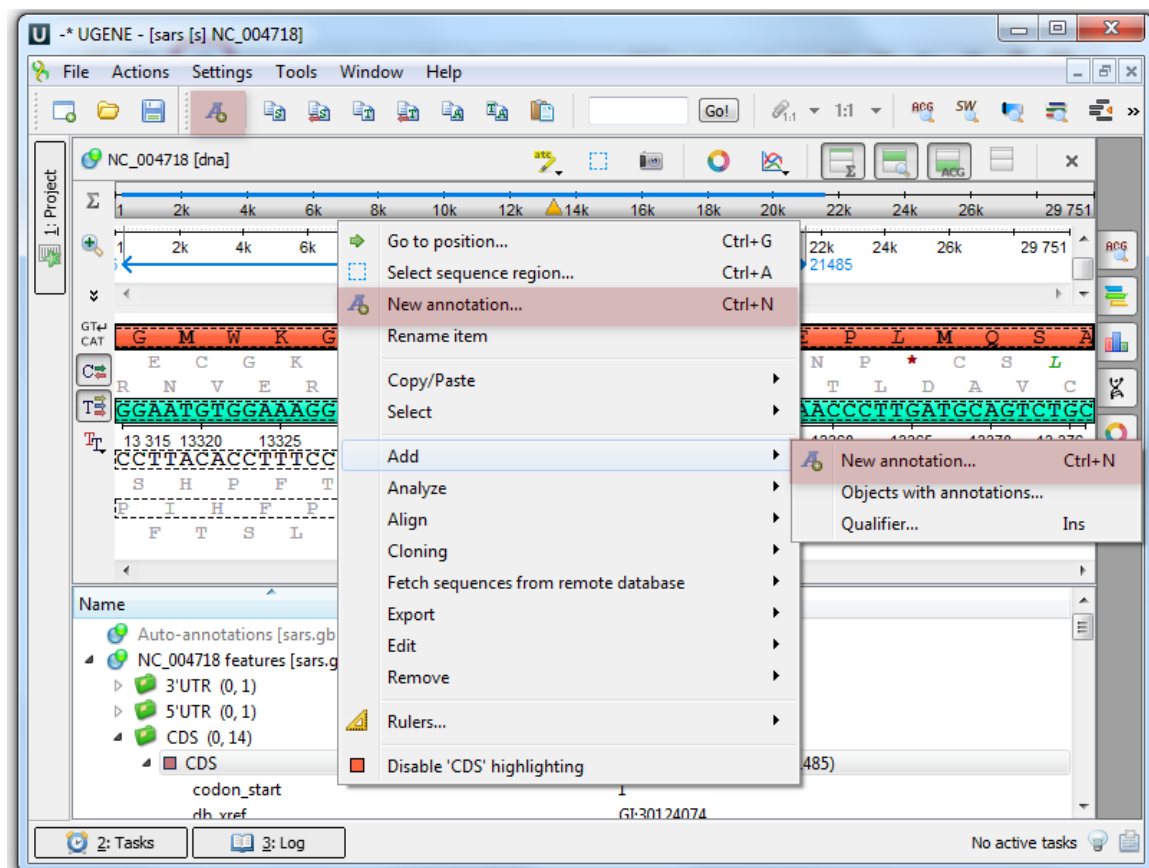 -* UGENE - [sars [s] NC_004718]
File Actions Settings Tools Window Help
Go! 1:1 ACG SW
1: Project
NC_004718 [dna]
atc
ACG
1 2k 4k 6k 8k 10k 12k 14k 16k 18k 20k 22k 24k 26k 29 751
1 2k 4k 6k 22k 24k 26k 29 751
21485
GT CAT
G M W K G E P L M Q S A
E C G K N P * C S L
R N V E R T L D A V C
GGAATGTGGAAAGG AACCCTTGATGCAGTCTGC
13 315 13320 13325
CCTTACACCTTTCC
S H P F T
P I H F P
F T S L
Go to position... Ctrl+G
Select sequence region... Ctrl+A
New annotation... Ctrl+N
Rename item
Copy/Paste
Select
Add
Analyze
Align
Cloning
Fetch sequences from remote database
Export
Edit
Remove
Rulers...
Disable 'CDS' highlighting
New annotation... Ctrl+N
Objects with annotations...
Qualifier... Ins
Name
Auto-annotations [sars.gb
NC_004718 features [sars.g
3'UTR (0, 1)
5'UTR (0, 1)
CDS (0, 14)
CDS 485)
codon_start 1
db_xref GI:30124074
2: Tasks 3: Log No active tasks